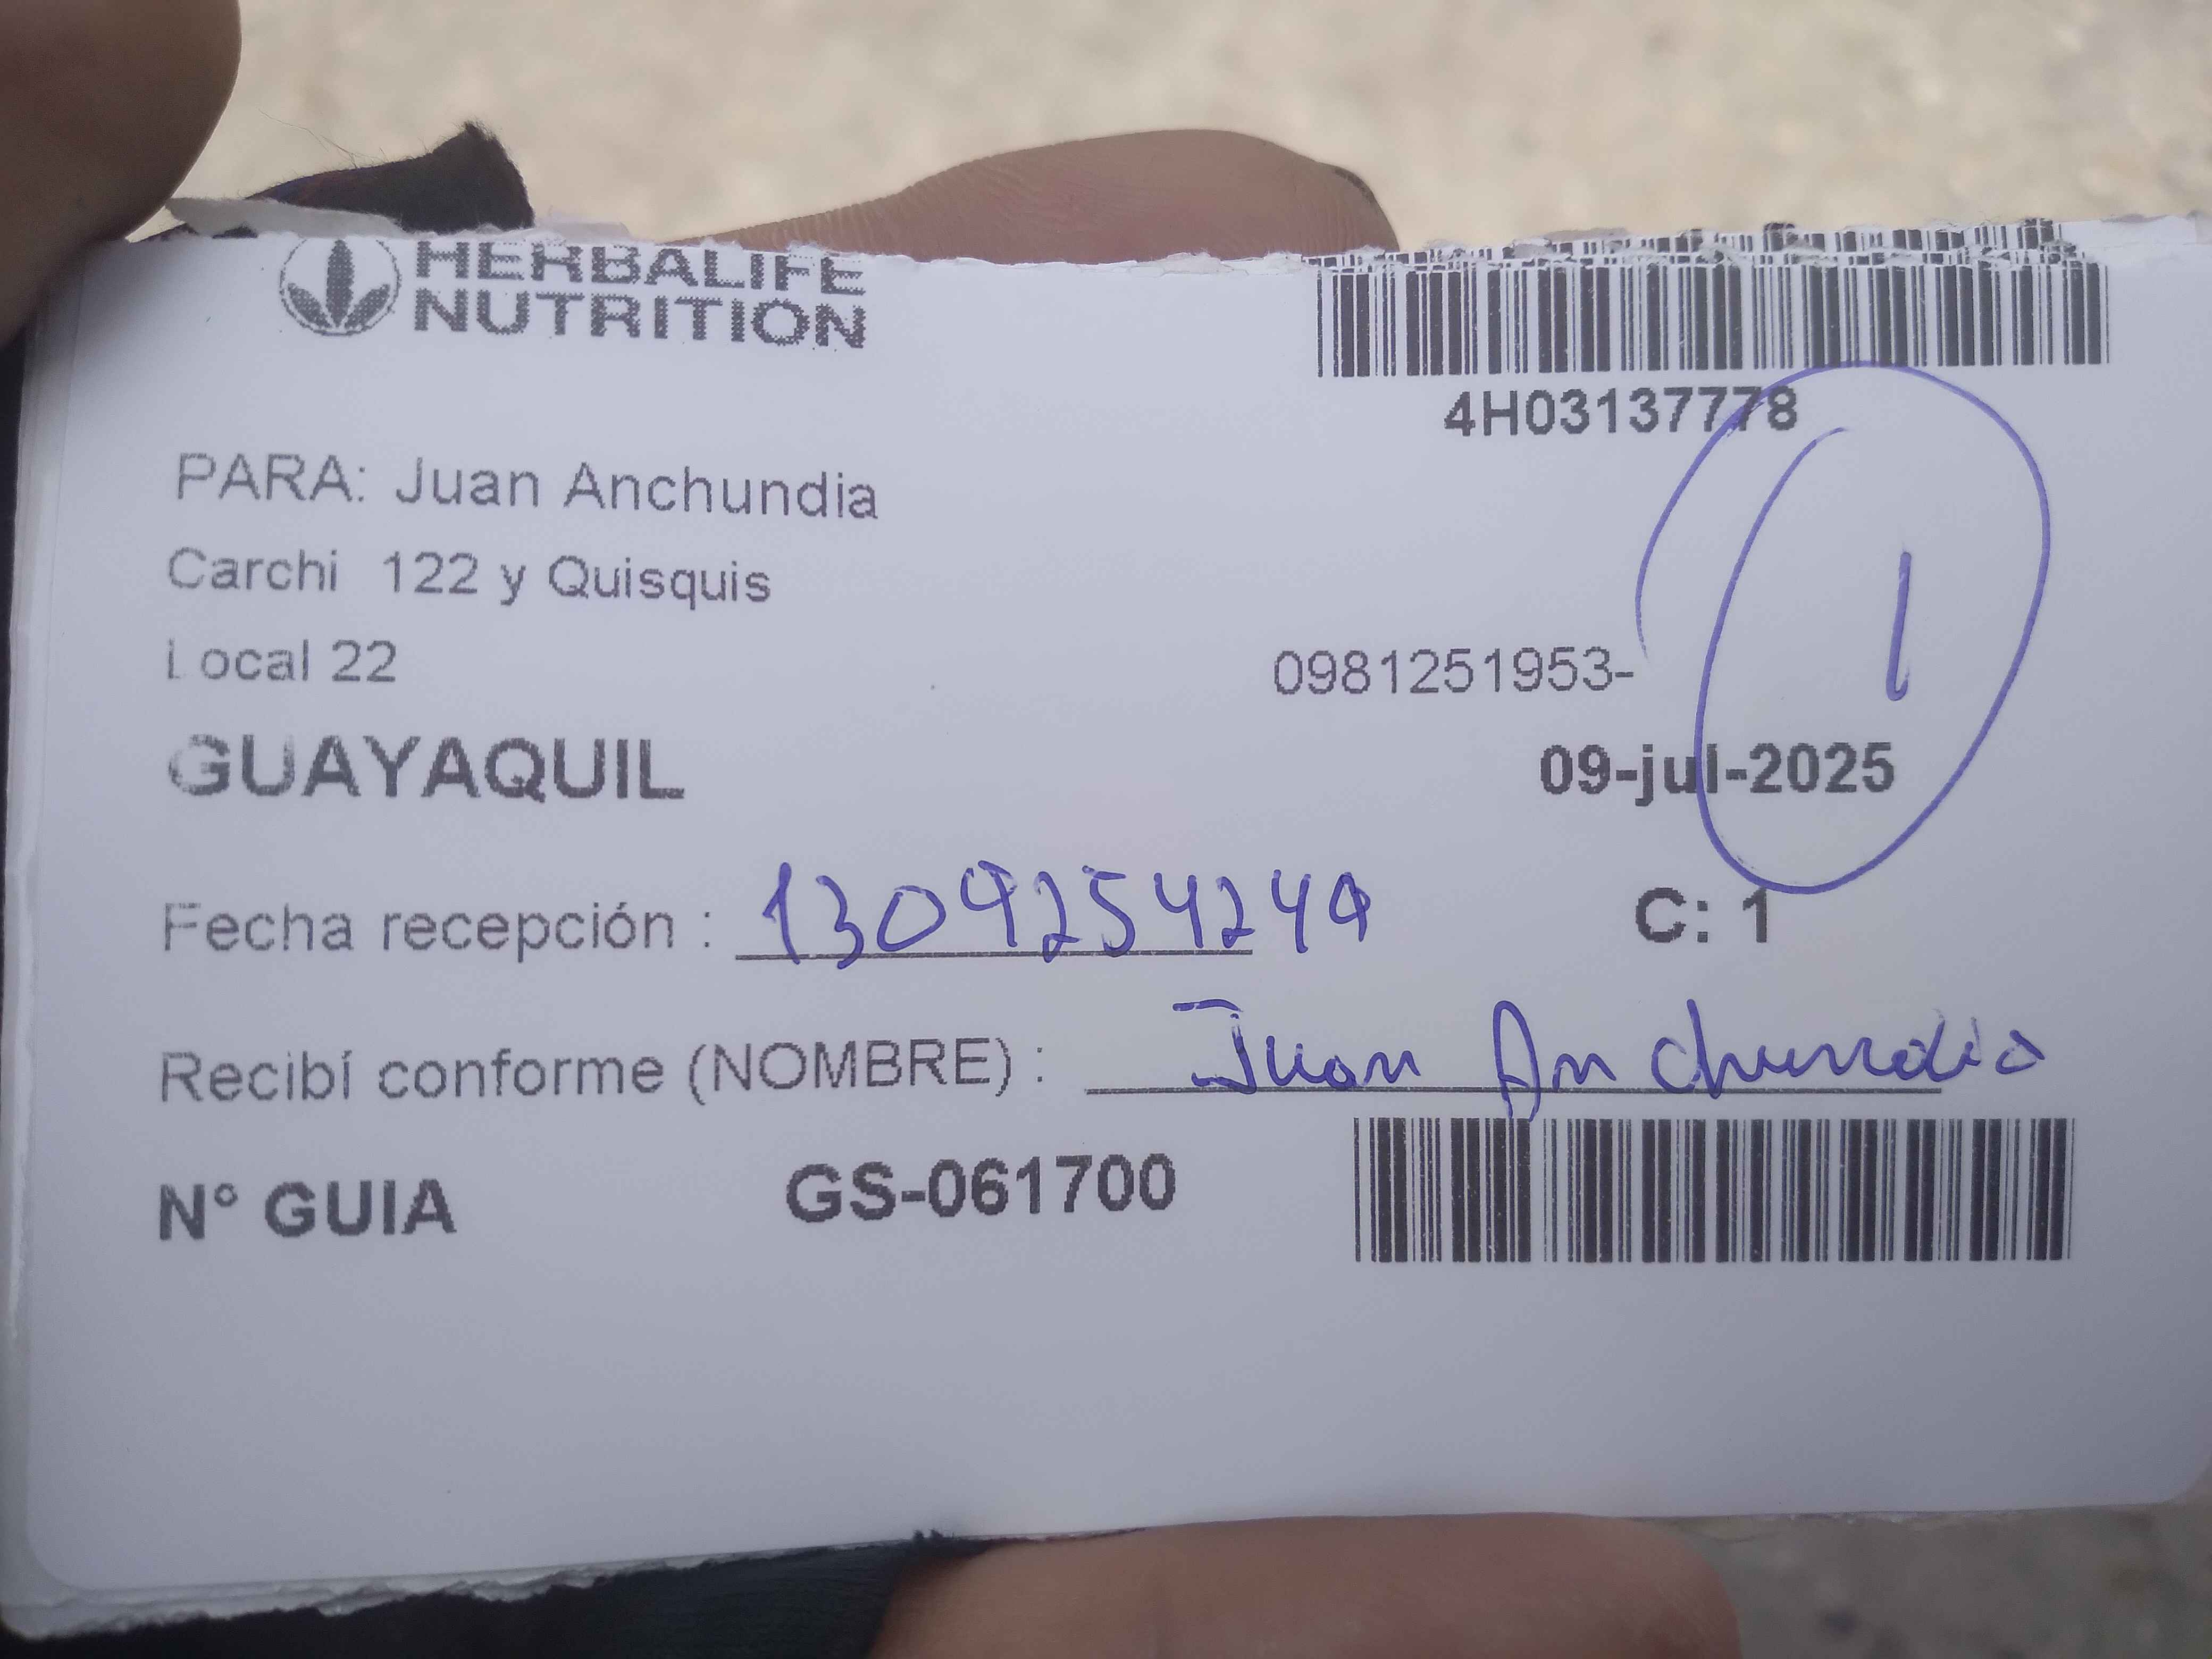 HERBALIFE
NUTRITION
4H03137778
PARA: Juan Anchundia
Carchi 122 y Quisquis
Local 22
0981251953-
1
GUAYAQUIL
09-jul-2025
Fecha recepción : 1309254249
C: 1
Recibí conforme (NOMBRE) : Juan Anchundia
N° GUIA GS-061700